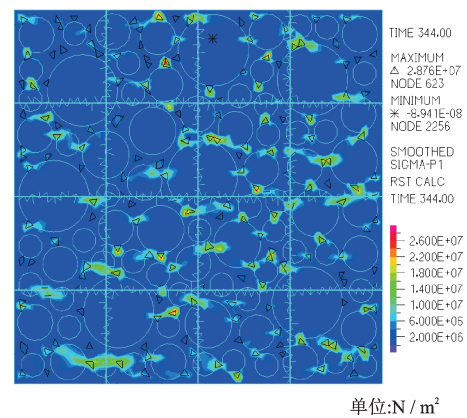 TIME 344.00
MAXIMUM
△ 2.876E+07
NODE 623
MINIMUM
✳ -8.941E-08
NODE 2256
SMOOTHED
SIGMA-P1
RST CALC
TIME 344.00
2.600E+07
2.200E+07
1.800E+07
1.400E+07
1.000E+07
6.000E+06
2.000E+06
单位:N / m²